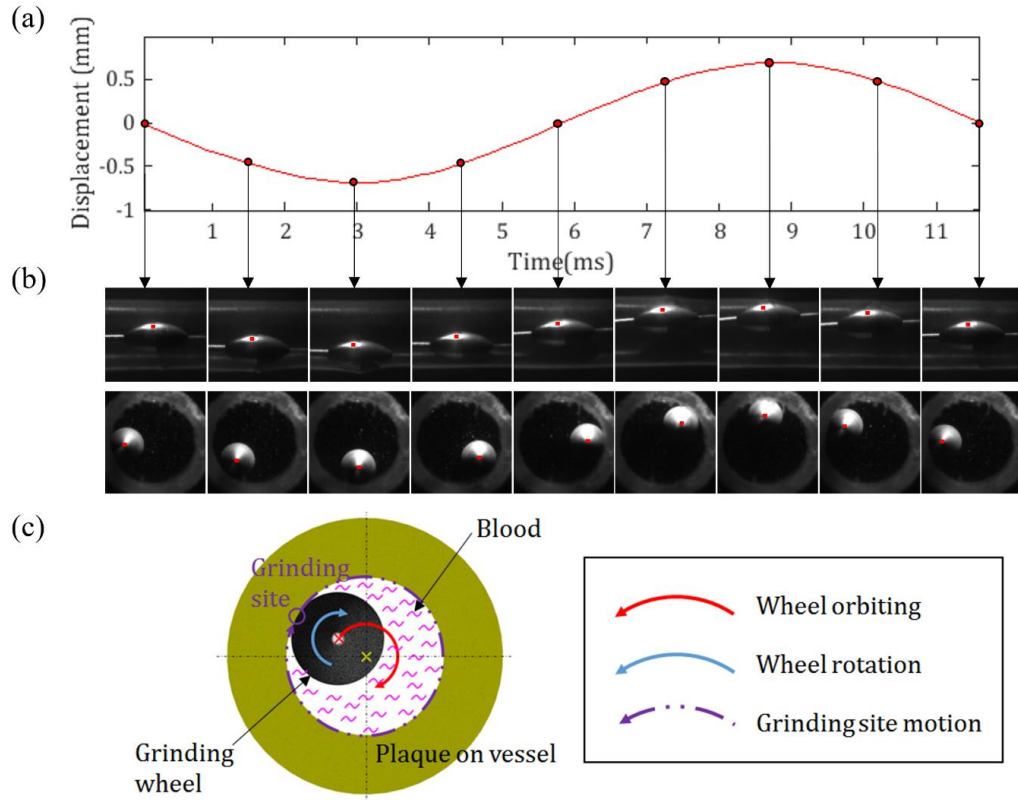 (a)
Displacement (mm)
0.5
0
-0.5
-1
1 2 3 4 5 6 7 8 9 10 11
Time(ms)
(b)
(c)
Blood
Grinding
site
Grinding
wheel
Plaque on vessel
Wheel orbiting
Wheel rotation
Grinding site motion